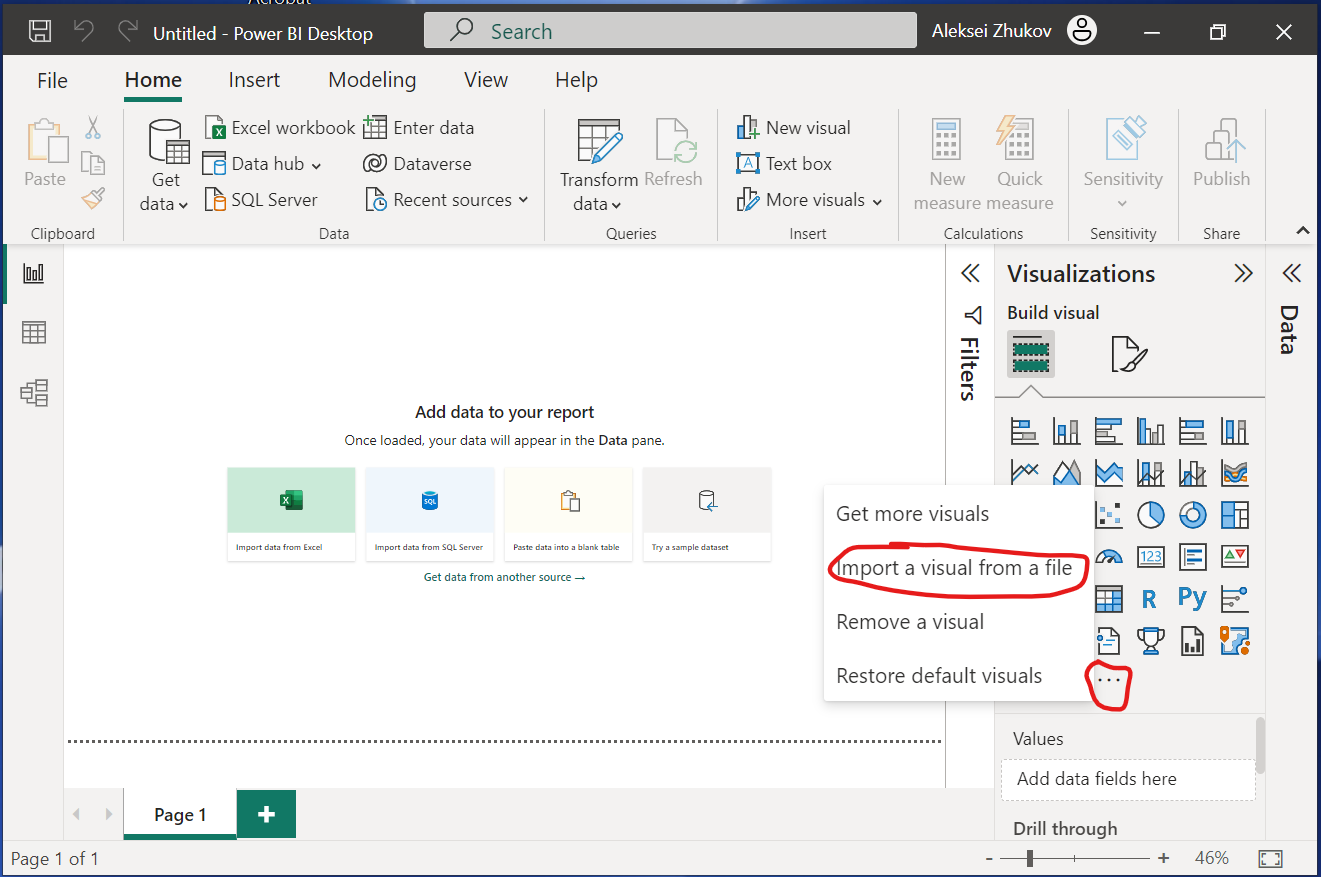 Acrobat
Untitled - Power BI Desktop
Search
Aleksei Zhukov
File
Home
Insert
Modeling
View
Help
Paste
Clipboard
Get
data
Excel workbook
Data hub
SQL Server
Enter data
Dataverse
Recent sources
Data
Transform
data
Refresh
Queries
New visual
A
Text box
More visuals
Insert
New
measure
Quick
measure
Calculations
Sensitivity
Sensitivity
Publish
Share
Add data to your report
Once loaded, your data will appear in the Data pane.
X
Import data from Excel
SQL
Import data from SQL Server
Paste data into a blank table
Try a sample dataset
Get data from another source →
Filters
Visualizations
Build visual
123
R
Py
Get more visuals
Import a visual from a file
Remove a visual
Restore default visuals
...
Values
Add data fields here
Drill through
Data
Page 1
+
Page 1 of 1
-
+
46%